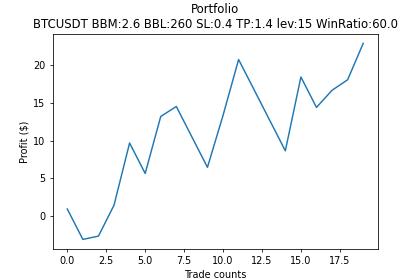 Portfolio
BTCUSDT BBM:2.6 BBL:260 SL:0.4 TP:1.4 lev:15 WinRatio:60.0
20
15
10
5
0
Profit ($)
0.0 2.5 5.0 7.5 10.0 12.5 15.0 17.5
Trade counts